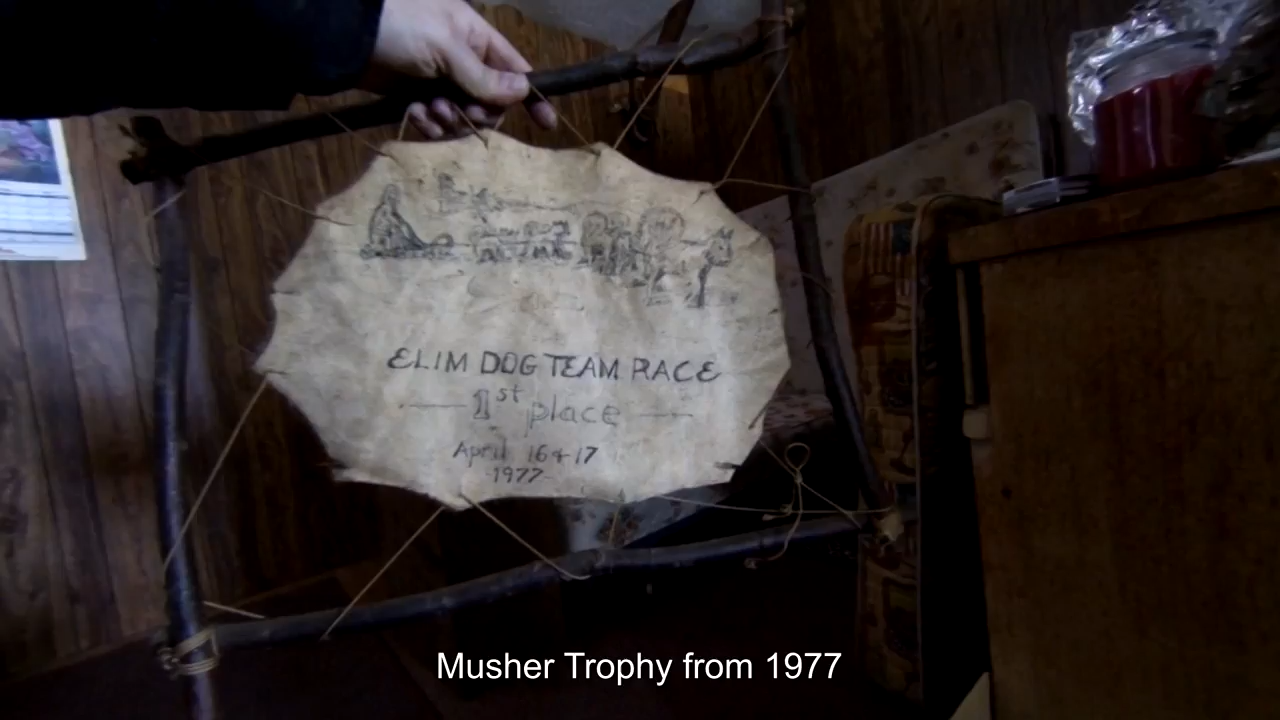 ELIM DOG TEAM RACE
1st place
April 16+17
1977
Musher Trophy from 1977